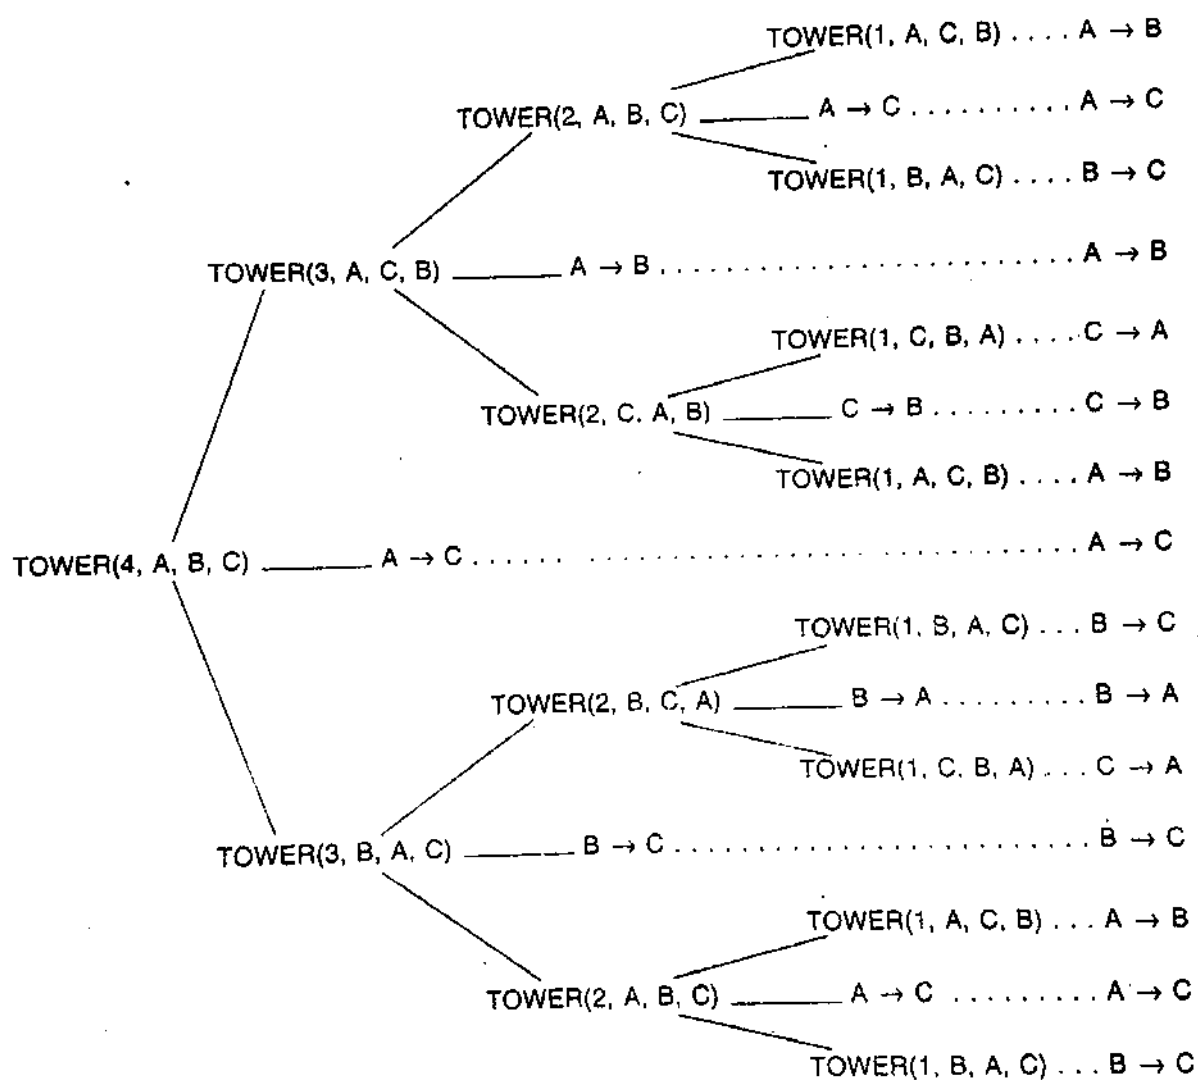 TOWER(1, A, C, B) .... A → B
TOWER(2, A, B, C) A → C .......... A → C
TOWER(1, B, A, C) .... B → C
TOWER(3, A, C, B) A → B ........................ A → B
TOWER(1, C, B, A) .... C → A
TOWER(2, C. A, B) C → B ......... C → B
TOWER(1, A, C, B) .... A → B
TOWER(4, A, B, C) A → C ................................... A → C
TOWER(1, B, A, C) ... B → C
TOWER(2, B, C, A) B → A ......... B → A
TOWER(1, C, B, A) ... C → A
TOWER(3, B, A, C) B → C ........................ B → C
TOWER(1, A, C, B) ... A → B
TOWER(2, A, B, C) A → C ......... A → C
TOWER(1, B, A, C) ... B → C